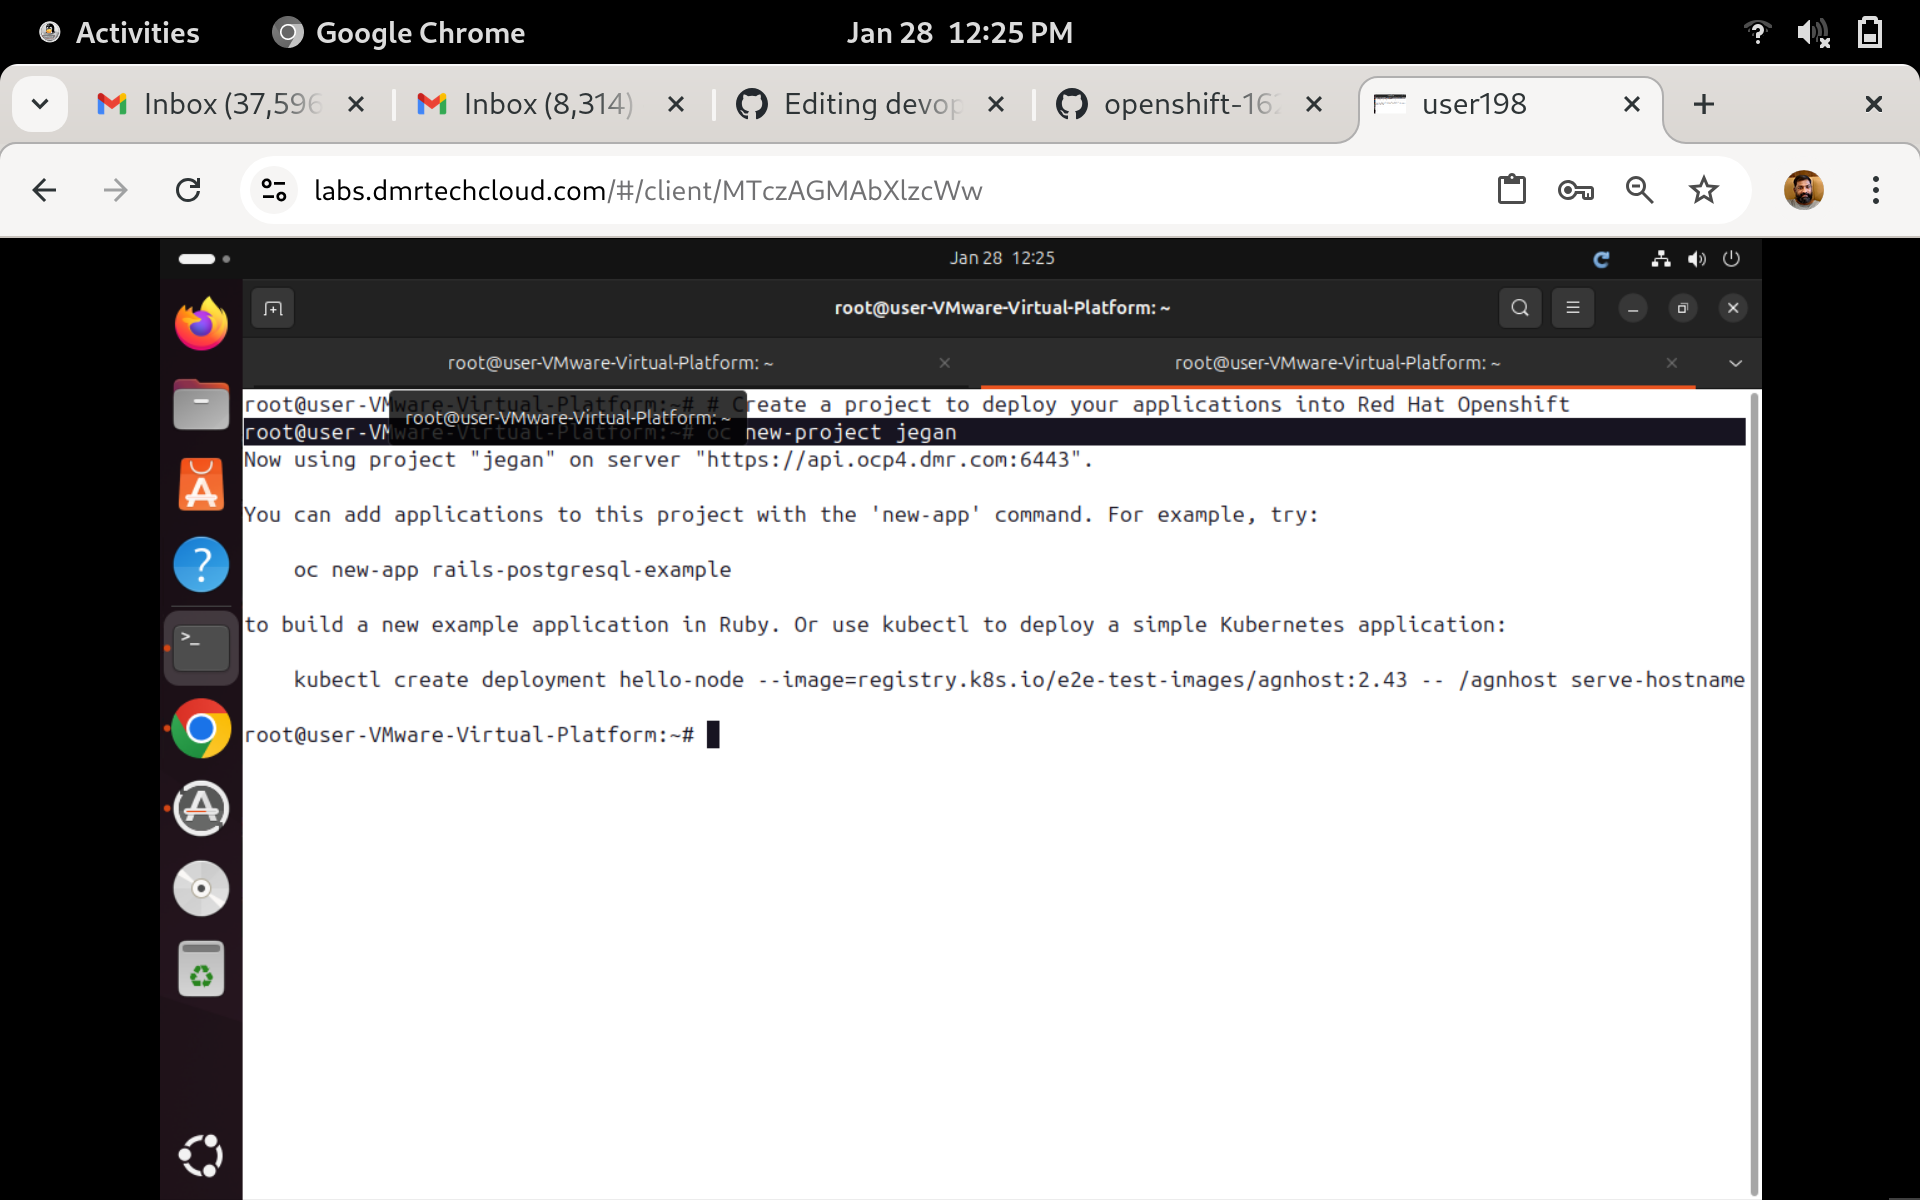 Activities Google Chrome Jan 28 12:25 PM
Inbox (37,596 Inbox (8,314) Editing devop openshift-162 user198
labs.dmrtechcloud.com/#/client/MTczAGMAbXlzcWw
Jan 28 12:25
root@user-VMware-Virtual-Platform: ~
root@user-VMware-Virtual-Platform: ~ root@user-VMware-Virtual-Platform: ~
root@user-VMware-Virtual-Platform:~# # Create a project to deploy your applications into Red Hat Openshift
root@user-VMware-Virtual-Platform: ~
root@user-VMware-Virtual-Platform:~# oc new-project jegan
Now using project "jegan" on server "https://api.ocp4.dmr.com:6443".
You can add applications to this project with the 'new-app' command. For example, try:
oc new-app rails-postgresql-example
to build a new example application in Ruby. Or use kubectl to deploy a simple Kubernetes application:
kubectl create deployment hello-node --image=registry.k8s.io/e2e-test-images/agnhost:2.43 -- /agnhost serve-hostname
root@user-VMware-Virtual-Platform:~#